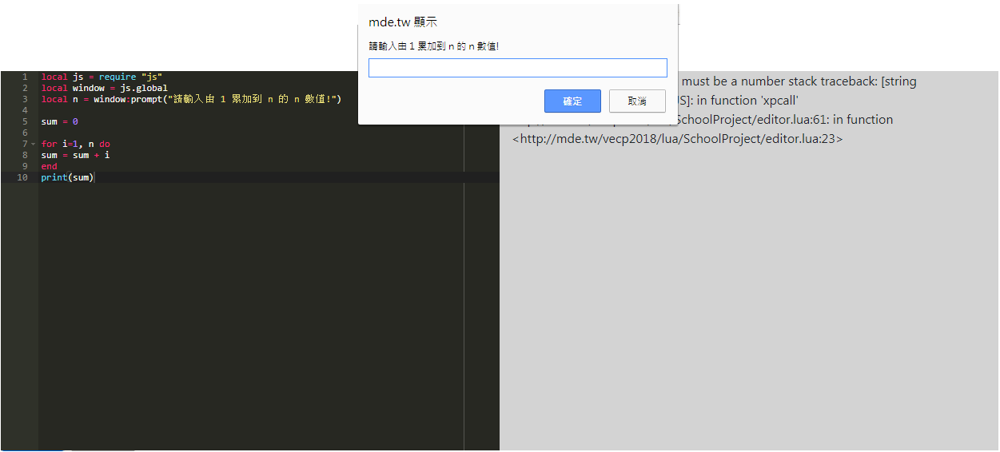 mde.tw 顯示
請輸入由 1 累加到 n 的 n 數值!
確定
取消
1 local js = require "js"
2 local window = js.global
3 local n = window:prompt("請輸入由 1 累加到 n 的 n 數值!")
4
5 sum = 0
6
7 for i=1, n do
8 sum = sum + i
9 end
10 print(sum)
must be a number stack traceback: [string
]: in function 'xpcall'
/SchoolProject/editor.lua:61: in function
<http://mde.tw/vecp2018/lua/SchoolProject/editor.lua:23>